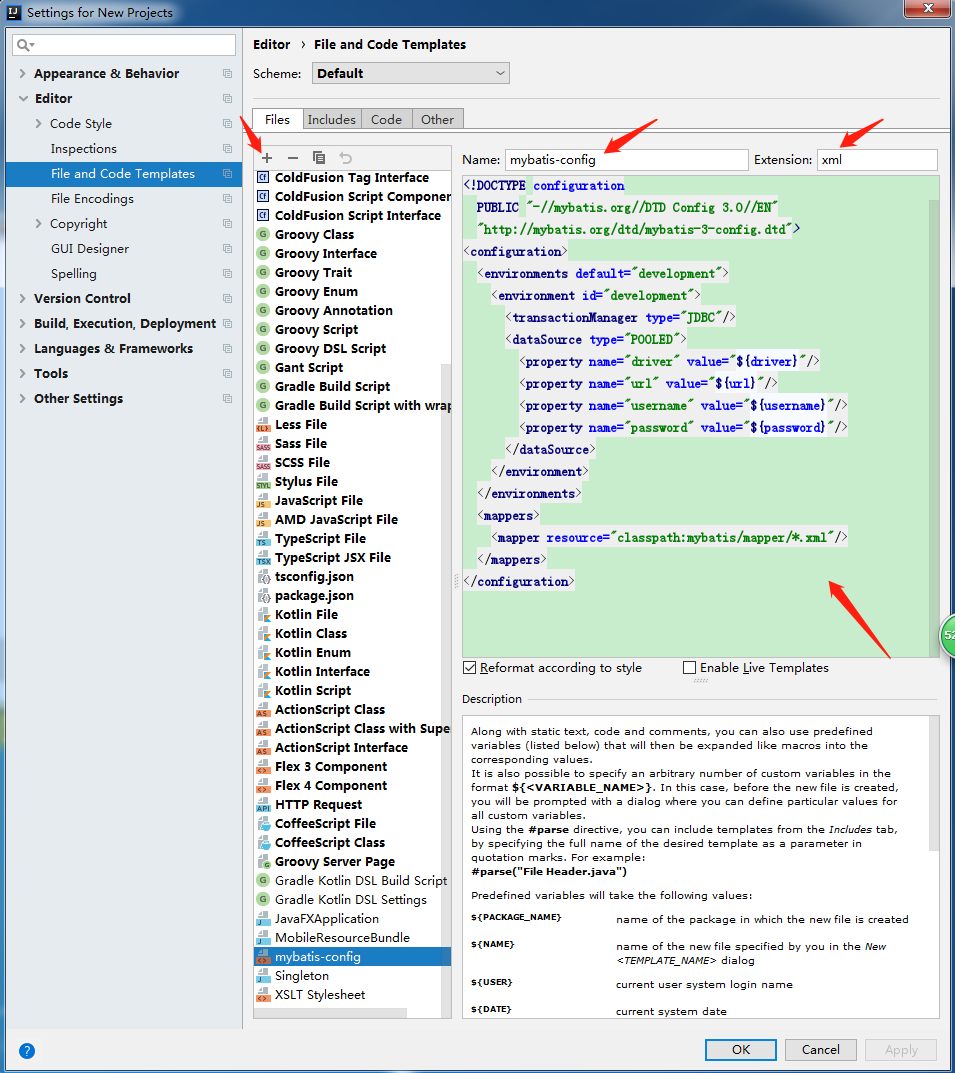 Settings for New Projects
Appearance & Behavior
Editor
Code Style
Inspections
File and Code Templates
File Encodings
Copyright
GUI Designer
Spelling
Version Control
Build, Execution, Deployment
Languages & Frameworks
Tools
Other Settings
Editor › File and Code Templates
Scheme: Default
Files Includes Code Other
ColdFusion Tag Interface
ColdFusion Script Componen
ColdFusion Script Interface
Groovy Class
Groovy Interface
Groovy Trait
Groovy Enum
Groovy Annotation
Groovy Script
Groovy DSL Script
Gant Script
Gradle Build Script
Gradle Build Script with wrap
Less File
Sass File
SCSS File
Stylus File
JavaScript File
AMD JavaScript File
TypeScript File
TypeScript JSX File
tsconfig.json
package.json
Kotlin File
Kotlin Class
Kotlin Enum
Kotlin Interface
Kotlin Script
ActionScript Class
ActionScript Class with Supe
ActionScript Interface
Flex 3 Component
Flex 4 Component
HTTP Request
CoffeeScript File
CoffeeScript Class
Groovy Server Page
Gradle Kotlin DSL Build Script
Gradle Kotlin DSL Settings
JavaFXApplication
MobileResourceBundle
mybatis-config
Singleton
XSLT Stylesheet
Name: mybatis-config Extension: xml
<!DOCTYPE configuration
PUBLIC "-//mybatis.org//DTD Config 3.0//EN"
"http://mybatis.org/dtd/mybatis-3-config.dtd">
<configuration>
<environments default="development">
<environment id="development">
<transactionManager type="JDBC"/>
<dataSource type="POOLED">
<property name="driver" value="${driver}"/>
<property name="url" value="${url}"/>
<property name="username" value="${username}"/>
<property name="password" value="${password}"/>
</dataSource>
</environment>
</environments>
<mappers>
<mapper resource="classpath:mybatis/mapper/*.xml"/>
</mappers>
</configuration>
52
Reformat according to style Enable Live Templates
Description
Along with static text, code and comments, you can also use predefined
variables (listed below) that will then be expanded like macros into the
corresponding values.
It is also possible to specify an arbitrary number of custom variables in the
format ${<VARIABLE_NAME>}. In this case, before the new file is created,
you will be prompted with a dialog where you can define particular values for
all custom variables.
Using the #parse directive, you can include templates from the Includes tab,
by specifying the full name of the desired template as a parameter in
quotation marks. For example:
#parse("File Header.java")
Predefined variables will take the following values:
${PACKAGE_NAME} name of the package in which the new file is created
${NAME} name of the new file specified by you in the New
<TEMPLATE_NAME> dialog
${USER} current user system login name
${DATE} current system date
? OK Cancel Apply